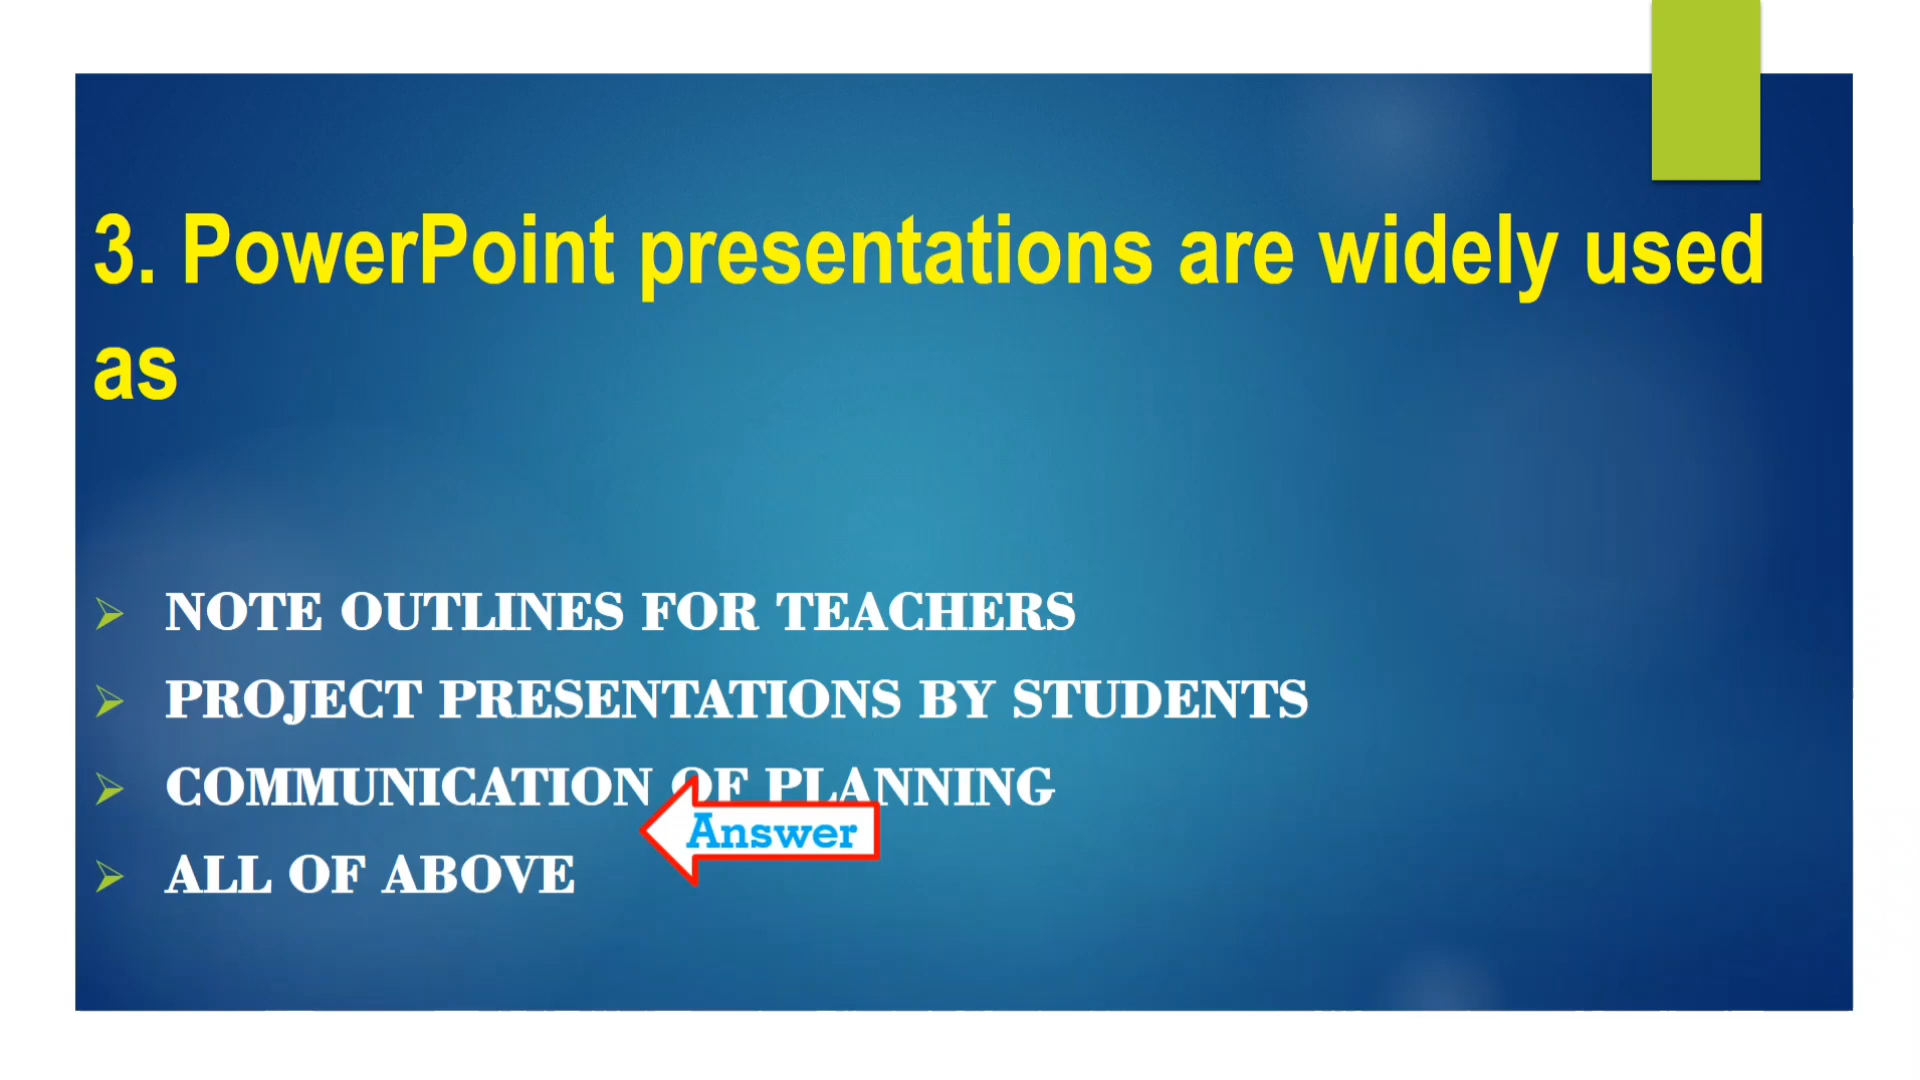 3. PowerPoint presentations are widely used
as
NOTE OUTLINES FOR TEACHERS
PROJECT PRESENTATIONS BY STUDENTS
COMMUNICATION OF PLANNING
Answer
ALL OF ABOVE